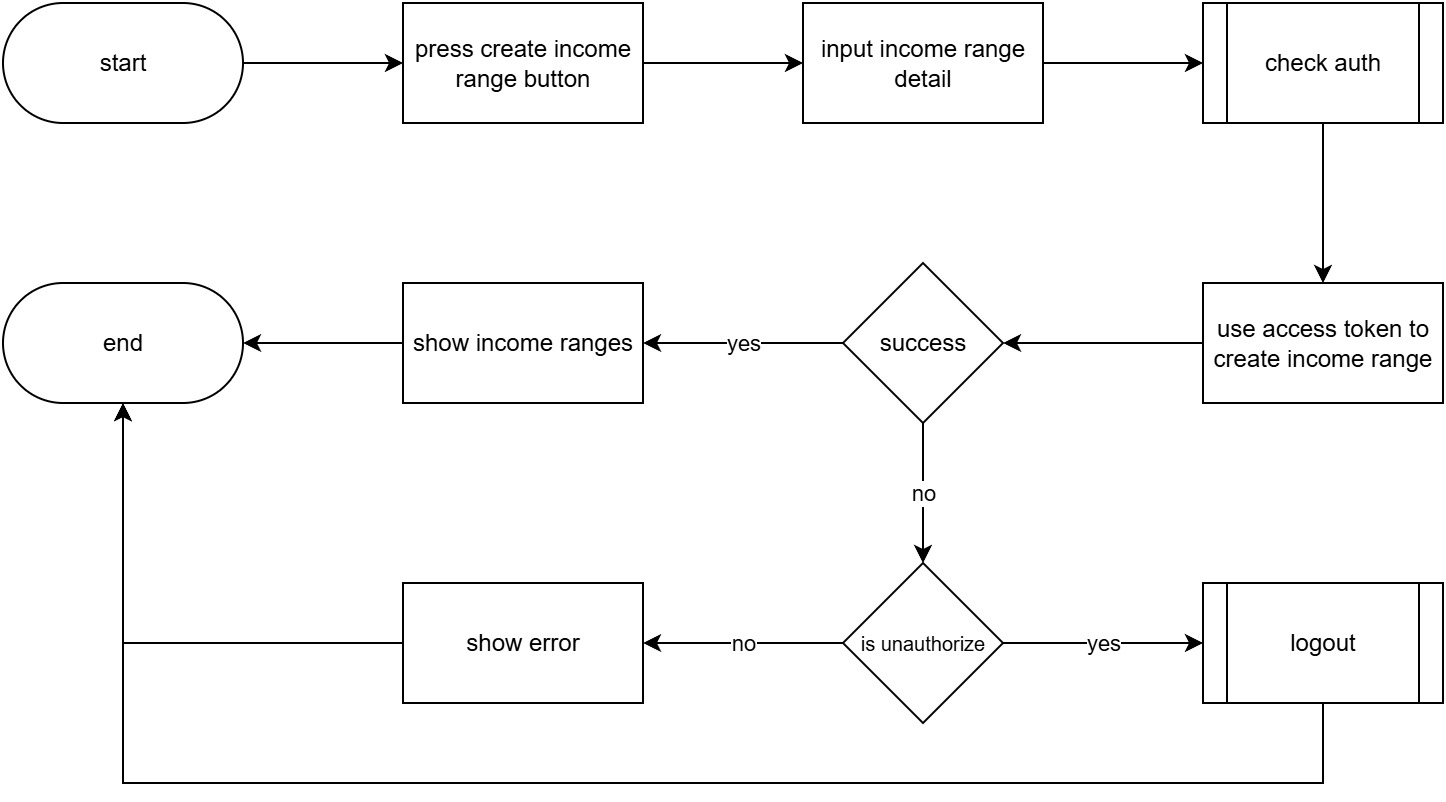 start
press create income
range button
input income range
detail
check auth
end
show income ranges
yes
success
use access token to
create income range
no
show error
no
is unauthorize
yes
logout